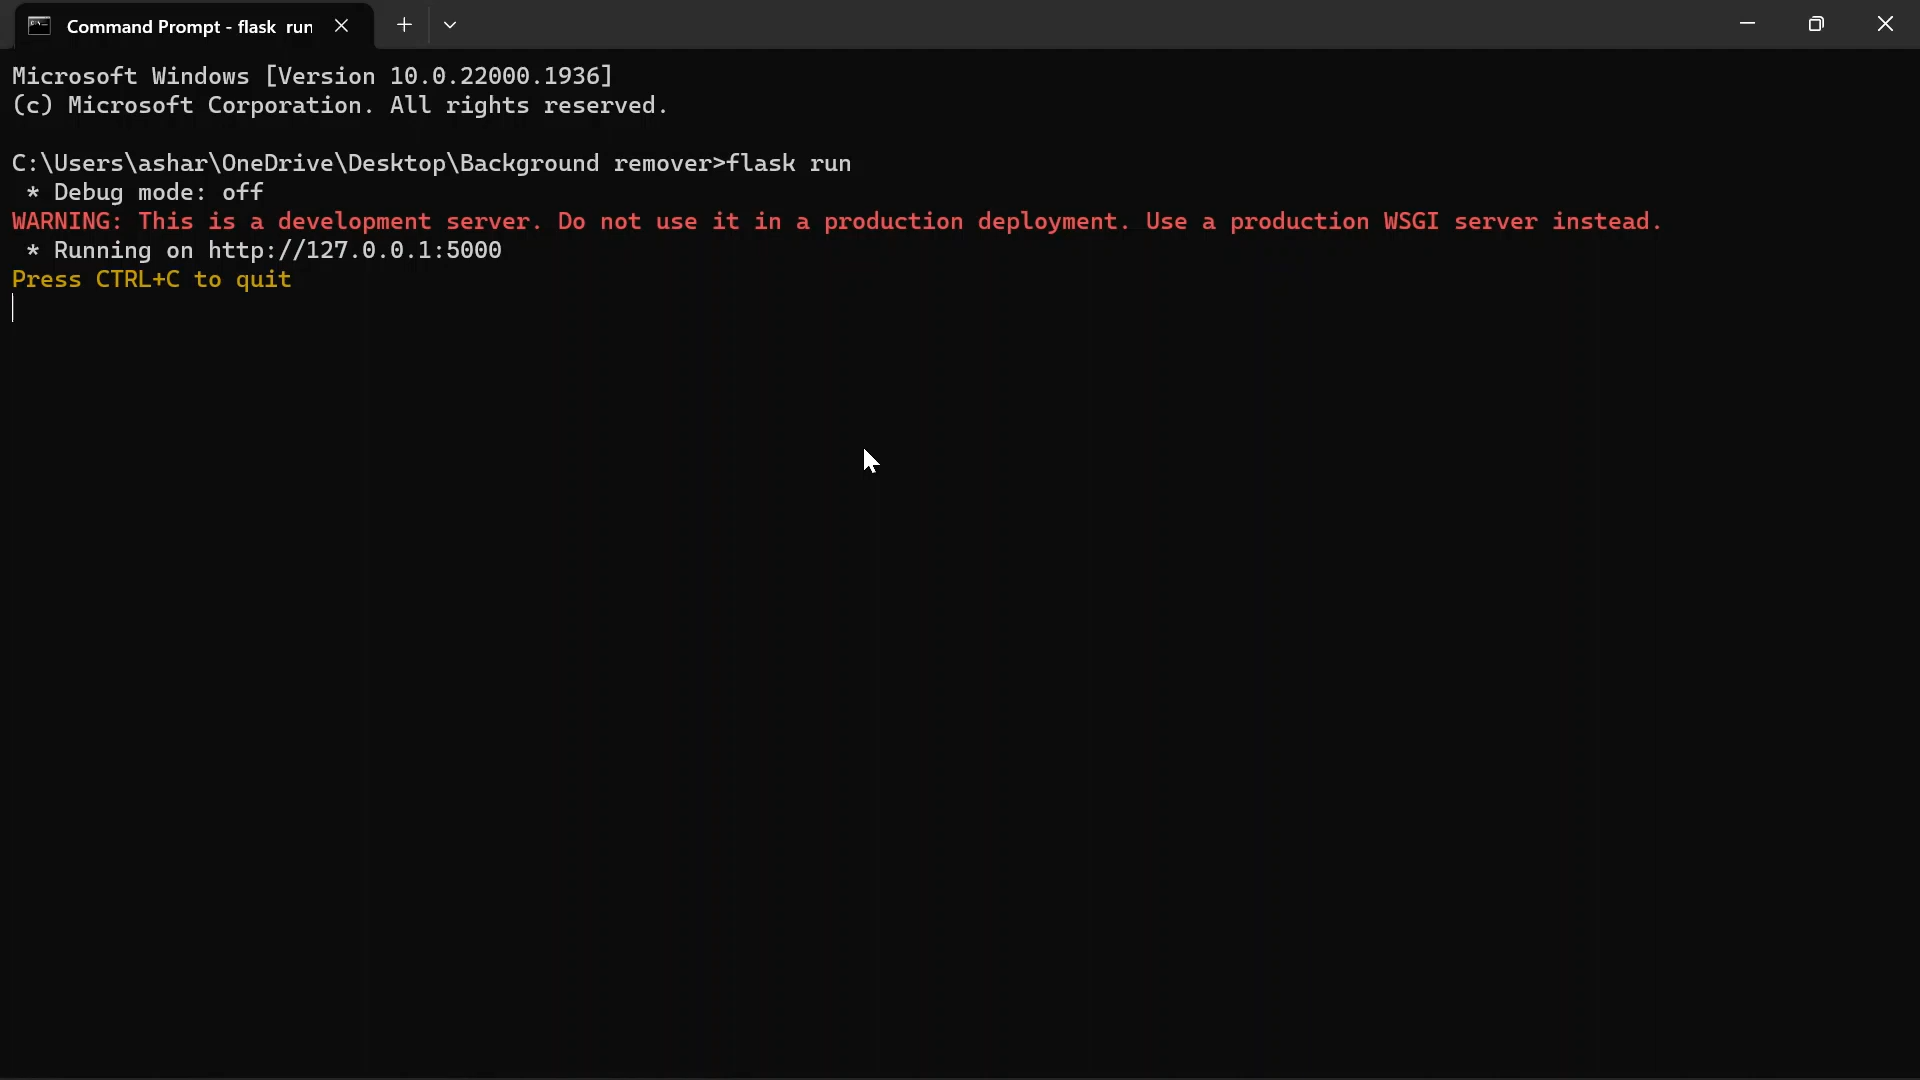 Command Prompt - flask run
Microsoft Windows [Version 10.0.22000.1936]
(c) Microsoft Corporation. All rights reserved.
C:\Users\ashar\OneDrive\Desktop\Background remover>flask run
* Debug mode: off
WARNING: This is a development server. Do not use it in a production deployment. Use a production WSGI server instead.
* Running on http://127.0.0.1:5000
Press CTRL+C to quit